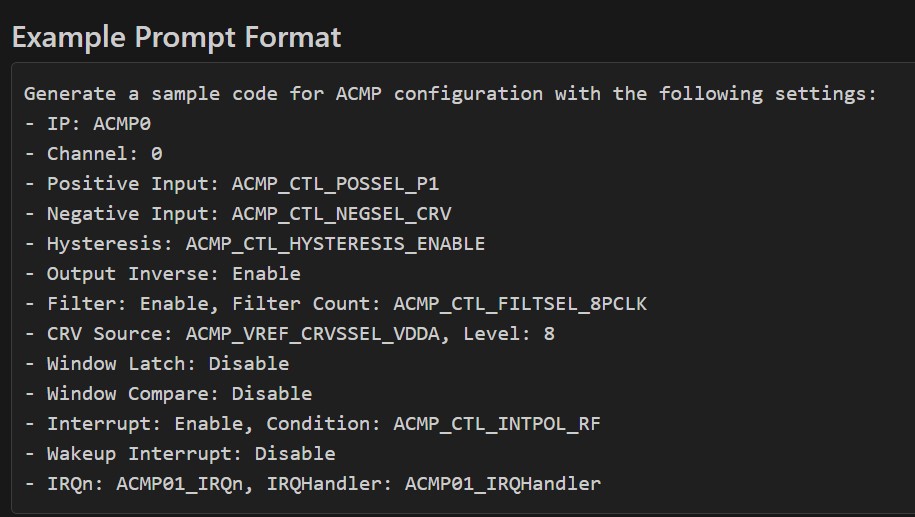 Example Prompt Format
Generate a sample code for ACMP configuration with the following settings:
- IP: ACMP0
- Channel: 0
- Positive Input: ACMP_CTL_POSSEL_P1
- Negative Input: ACMP_CTL_NEGSEL_CRV
- Hysteresis: ACMP_CTL_HYSTERESIS_ENABLE
- Output Inverse: Enable
- Filter: Enable, Filter Count: ACMP_CTL_FILTSEL_8PCLK
- CRV Source: ACMP_VREF_CRVSSEL_VDDA, Level: 8
- Window Latch: Disable
- Window Compare: Disable
- Interrupt: Enable, Condition: ACMP_CTL_INTPOL_RF
- Wakeup Interrupt: Disable
- IRQn: ACMP01_IRQn, IRQHandler: ACMP01_IRQHandler